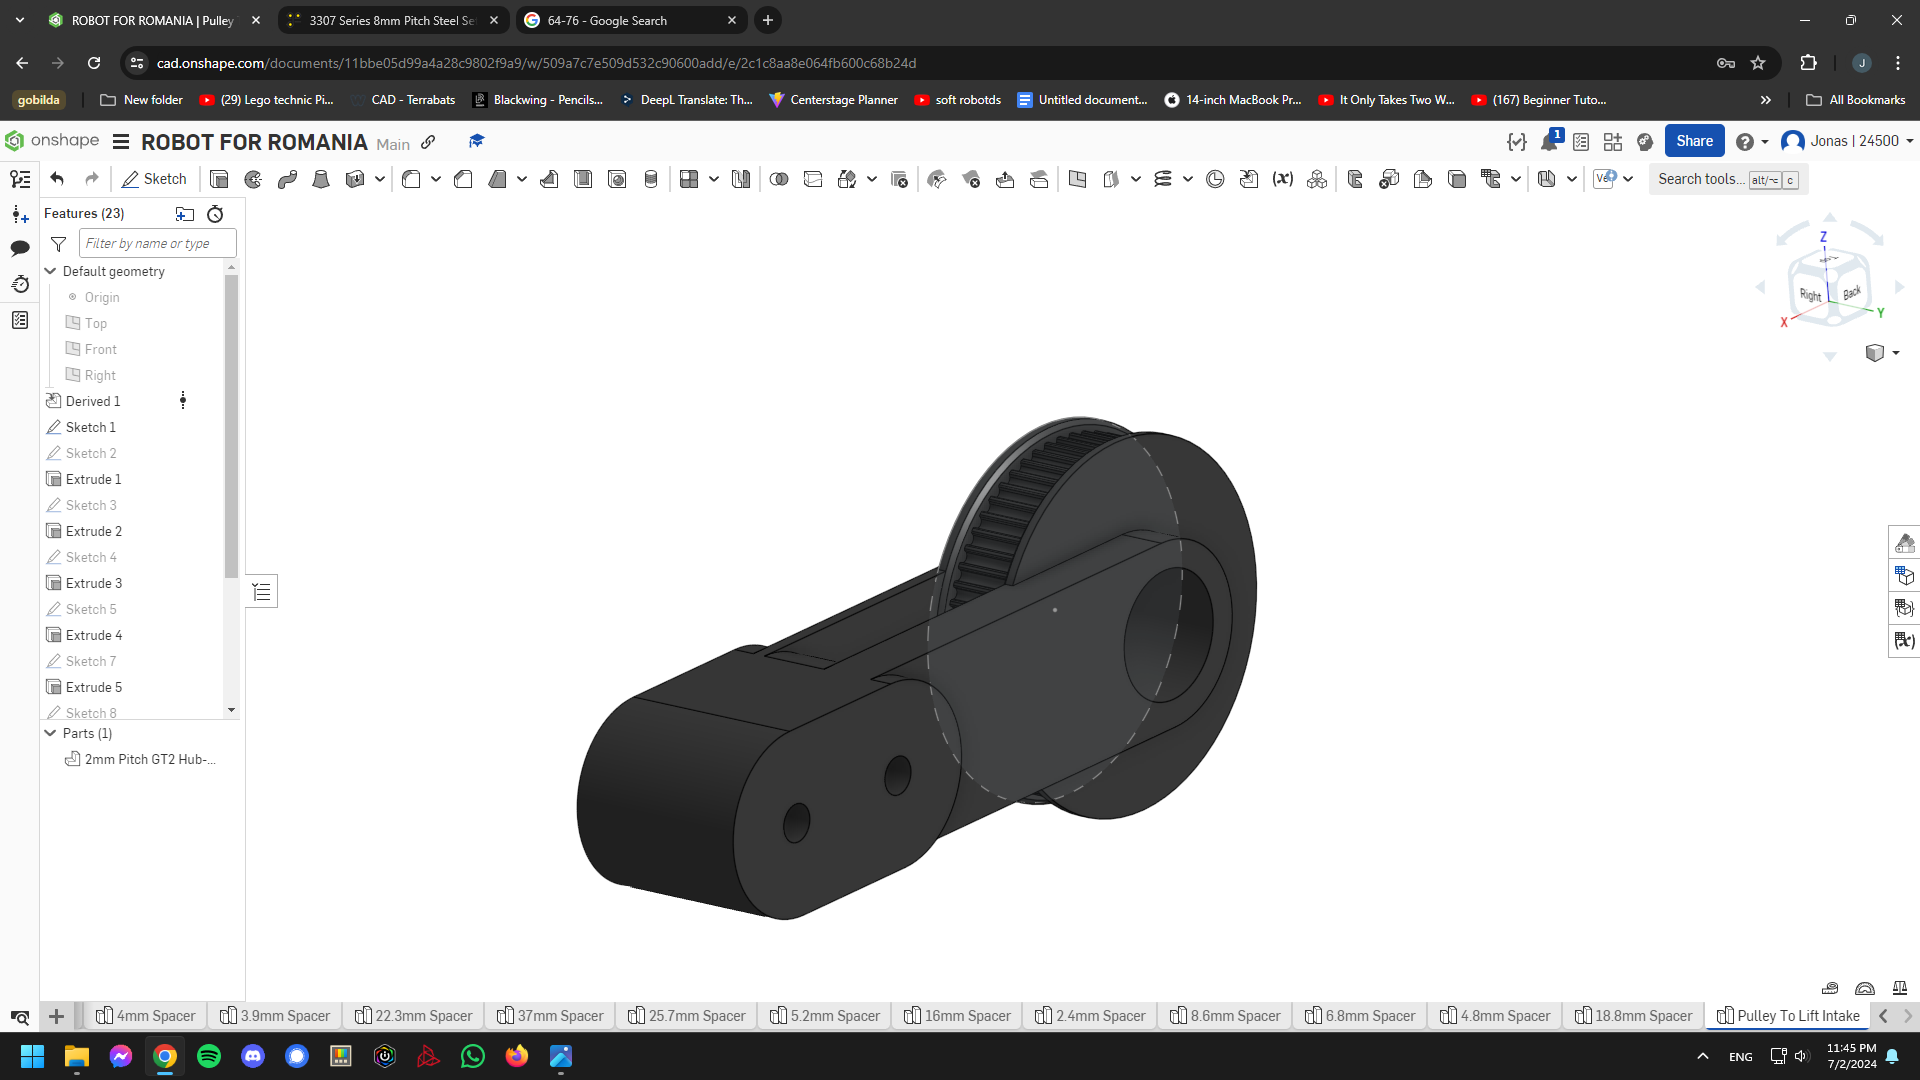 ROBOT FOR ROMANIA | Pulley
3307 Series 8mm Pitch Steel Se
64-76 - Google Search
cad.onshape.com/documents/11bbe05d99a4a28c9802f9a9/w/509a7c7e509d532c90600add/e/2c1c8aa8e064fb600c68b24d
gobilda
New folder
(29) Lego technic Pi...
CAD - Terrabats
Blackwing - Pencils...
DeepL Translate: Th...
Centerstage Planner
soft robotds
Untitled document...
14-inch MacBook Pr...
It Only Takes Two W...
(167) Beginner Tuto...
All Bookmarks
onshape
ROBOT FOR ROMANIA Main
1
Share
Jonas | 24500
Sketch
Search tools... alt/⌥ c
Features (23)
Filter by name or type
Default geometry
Origin
Top
Front
Right
Derived 1
Sketch 1
Sketch 2
Extrude 1
Sketch 3
Extrude 2
Sketch 4
Extrude 3
Sketch 5
Extrude 4
Sketch 7
Extrude 5
Sketch 8
Parts (1)
2mm Pitch GT2 Hub-...
Z
Right
Back
X
Y
4mm Spacer
3.9mm Spacer
22.3mm Spacer
37mm Spacer
25.7mm Spacer
5.2mm Spacer
16mm Spacer
2.4mm Spacer
8.6mm Spacer
6.8mm Spacer
4.8mm Spacer
18.8mm Spacer
Pulley To Lift Intake
ENG
11:45 PM
7/2/2024